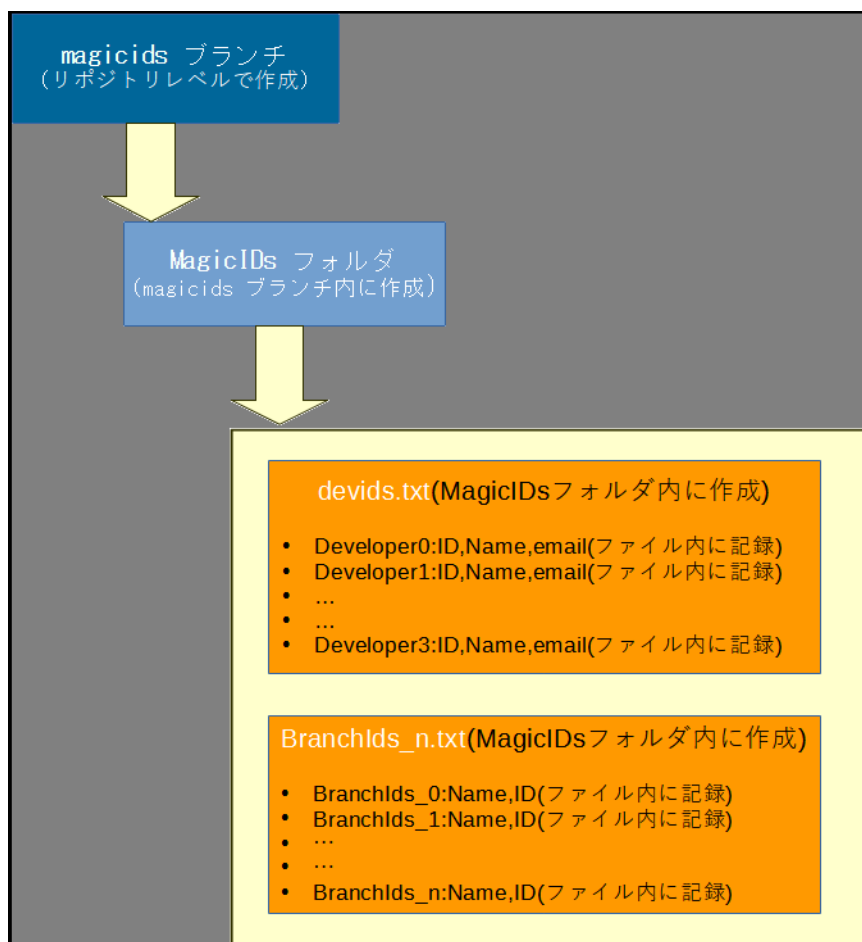 magicids ブランチ
(リポジトリレベルで作成)
MagicIDs フォルダ
(magicids ブランチ内に作成)
devids.txt(MagicIDsフォルダ内に作成)
• Developer0:ID,Name,email(ファイル内に記録)
• Developer1:ID,Name,email(ファイル内に記録)
• ...
• ...
• Developer3:ID,Name,email(ファイル内に記録)
BranchIds_n.txt(MagicIDsフォルダ内に作成)
• BranchIds_0:Name,ID(ファイル内に記録)
• BranchIds_1:Name,ID(ファイル内に記録)
• ...
• ...
• BranchIds_n:Name,ID(ファイル内に記録)